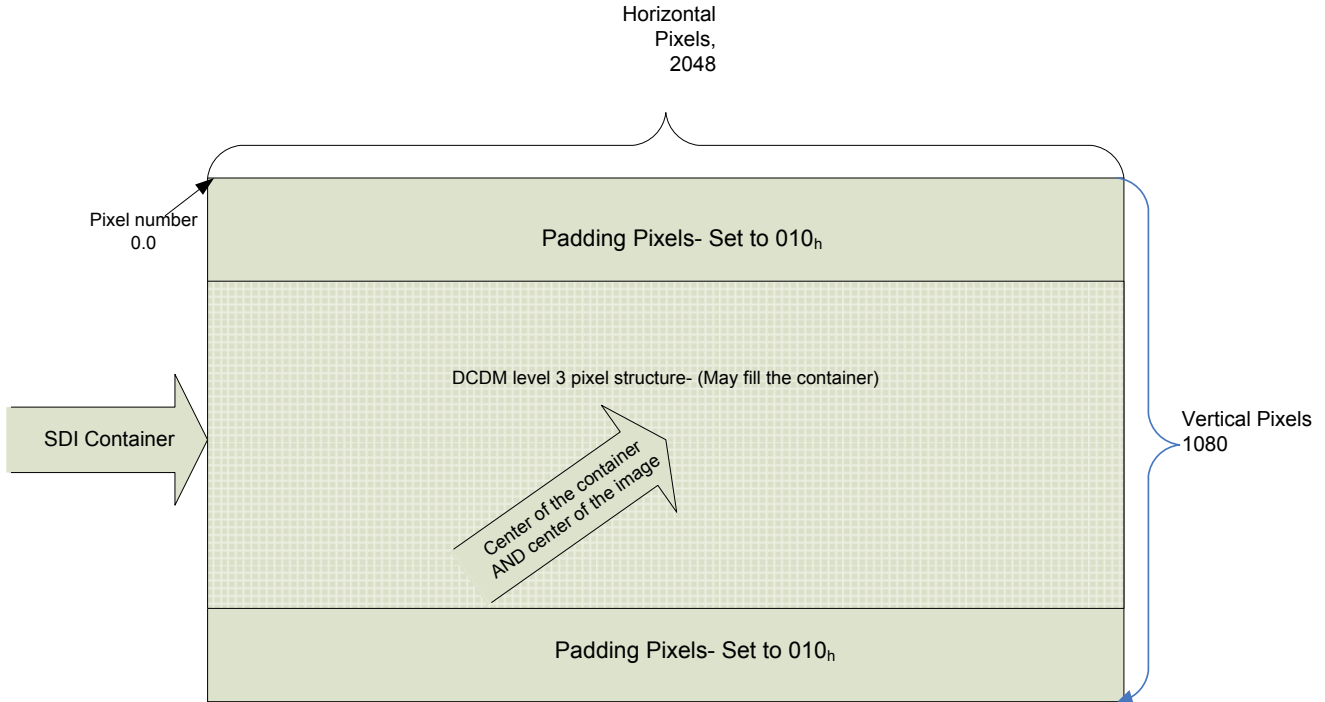 Horizontal
Pixels,
2048
Pixel number
0.0
Padding Pixels- Set to 010h
DCDM level 3 pixel structure- (May fill the container)
SDI Container
Center of the container
AND center of the image
Vertical Pixels
1080
Padding Pixels- Set to 010h